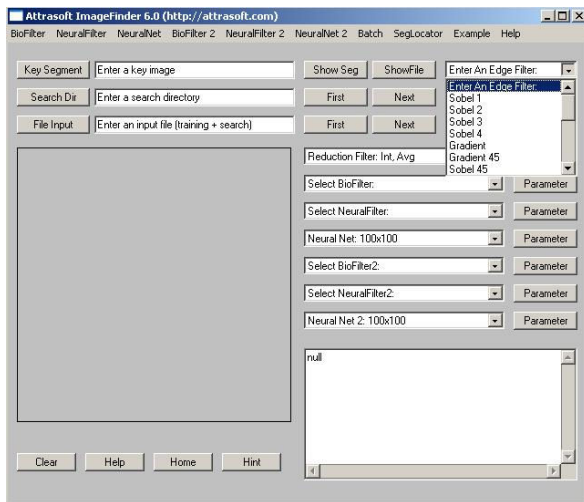 Attrasoft ImageFinder 6.0 (http://attrasoft.com)
BioFilter NeuralFilter NeuralNet BioFilter 2 NeuralFilter 2 NeuralNet 2 Batch SegLocator Example Help
Key Segment Enter a key image Show Seg ShowFile Enter An Edge Filter:
Enter An Edge Filter:
Search Dir Enter a search directory First Next Sobel 1
Sobel 2
Sobel 3
File Input Enter an input file (training + search) First Next Sobel 4
Gradient
Reduction Filter: Int, Avg Gradient 45
Sobel 45
Select BioFilter: Parameter
Select NeuralFilter: Parameter
Neural Net: 100x100 Parameter
Select BioFilter2: Parameter
Select NeuralFilter2: Parameter
Neural Net 2: 100x100 Parameter
null
Clear Help Home Hint